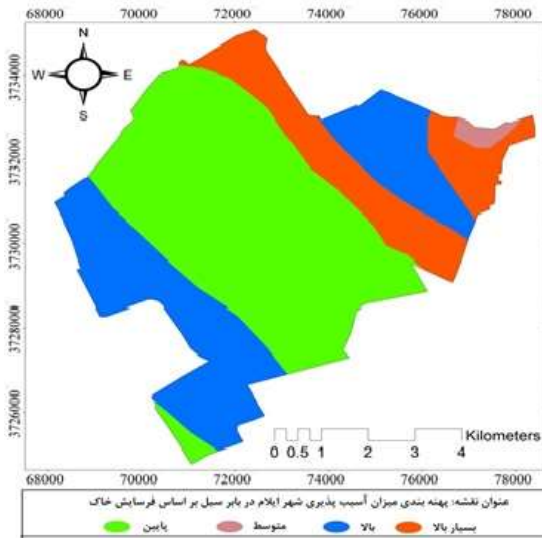 68000 70000 72000 74000 76000 78000
N
W E
S
3734000
3732000
3730000
3728000
3726000
Kilometers
0 0.5 1 2 3 4
68000 70000 72000 74000 76000 78000
عنوان نقشه: پهنه بندی میزان آسیب پذیری شهر ایلام در بابر سیل بر اساس فرسایش خاک
بسیار بالا بالا متوسط پایین